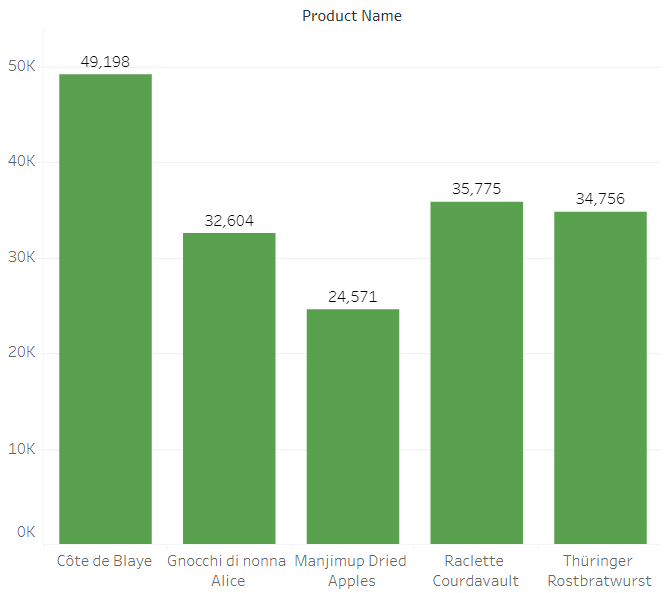 Product Name
50K
40K
30K
20K
10K
0K
49,198
32,604
24,571
35,775
34,756
Côte de Blaye
Gnocchi di nonna
Alice
Manjimup Dried
Apples
Raclette
Courdavault
Thüringer
Rostbratwurst